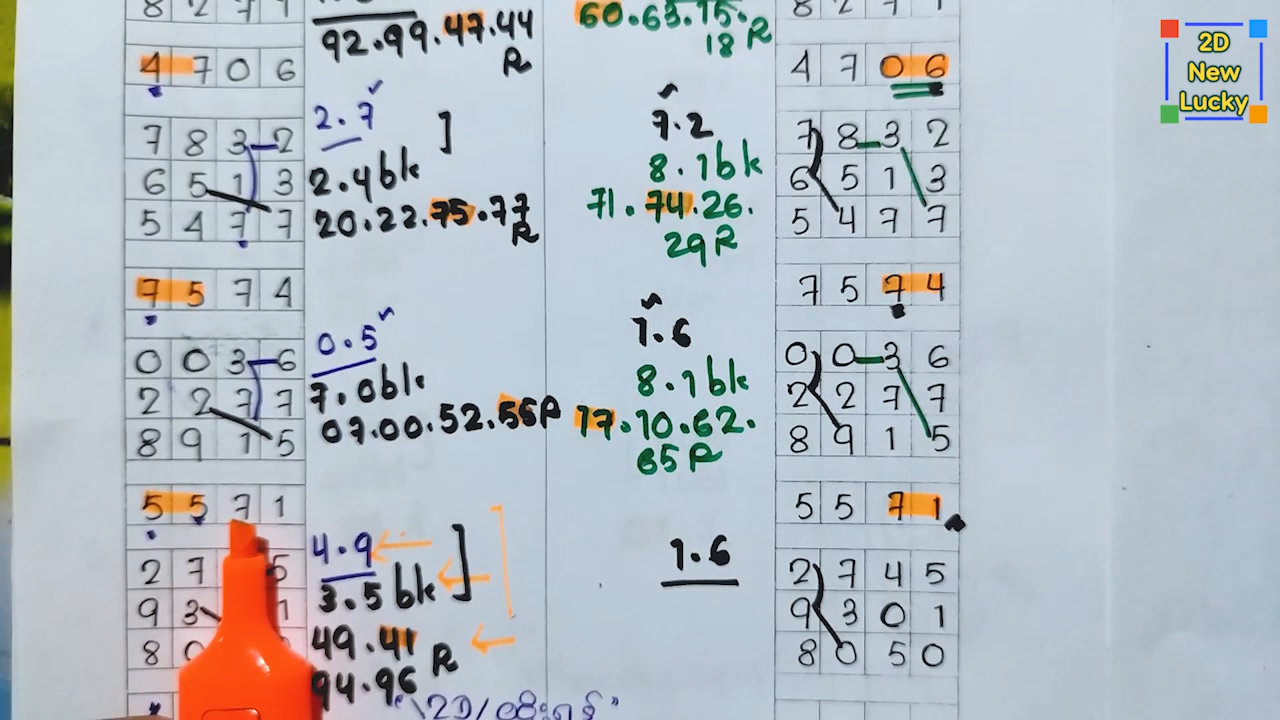 8 2 7 1
92.99.47.44
R
60.63.15.
18 R
8 2 7 1
2D
New
Lucky
4 7 0 6
4 7 0 6
7 8 3 2
6 5 1 3
5 4 7 7
2.7
2.4bk
20.22.75.77
R
7.2
8.1bk
71.74.26.
29R
7 8 3 2
6 5 1 3
5 4 7 7
7 5 7 4
7 5 7 4
0 0 3 6
2 2 7 7
8 9 1 5
0.5
7.0bk
07.00.52.56R
1.6
8.1bk
17.10.62.
65R
0 0 3 6
2 2 7 7
8 9 1 5
5 5 7 1
5 5 7 1
2 7 5
9 3 1
8 0
4.9
3.5 bk
49.41
R
94.96
1.6
2 7 4 5
9 3 0 1
8 0 5 0